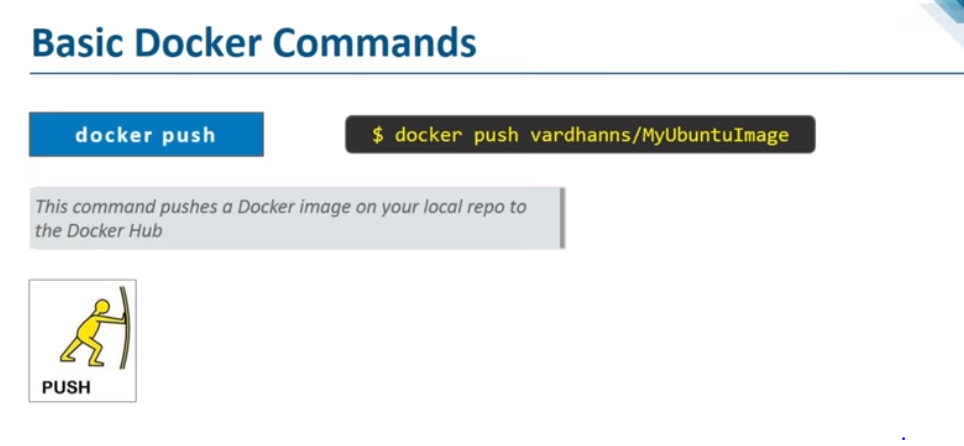 Basic Docker Commands
docker push
$ docker push vardhanns/MyUbuntuImage
This command pushes a Docker image on your local repo to
the Docker Hub
PUSH